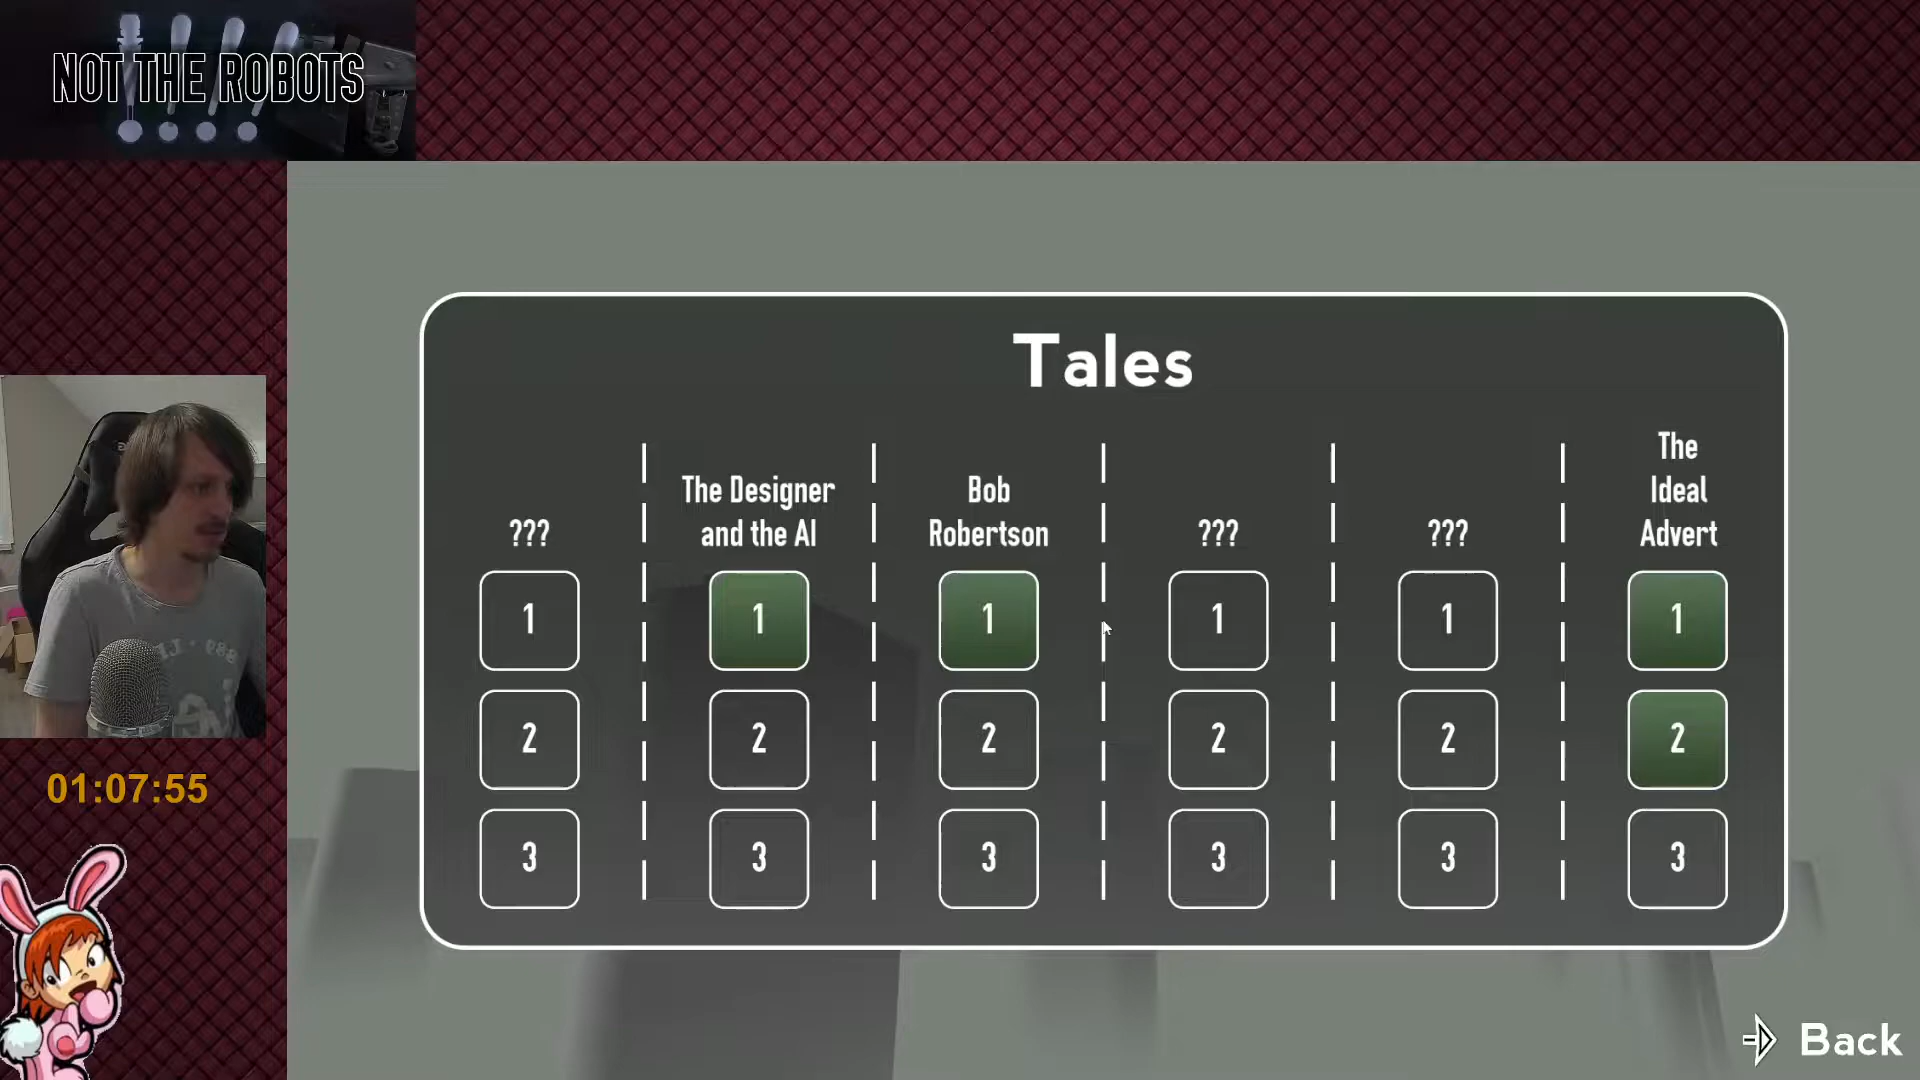 NOT THE ROBOTS
Tales
???
The Designer
and the AI
Bob
Robertson
???
???
The
Ideal
Advert
1 1 1 1 1 1
2 2 2 2 2 2
3 3 3 3 3 3
01:07:55
Back